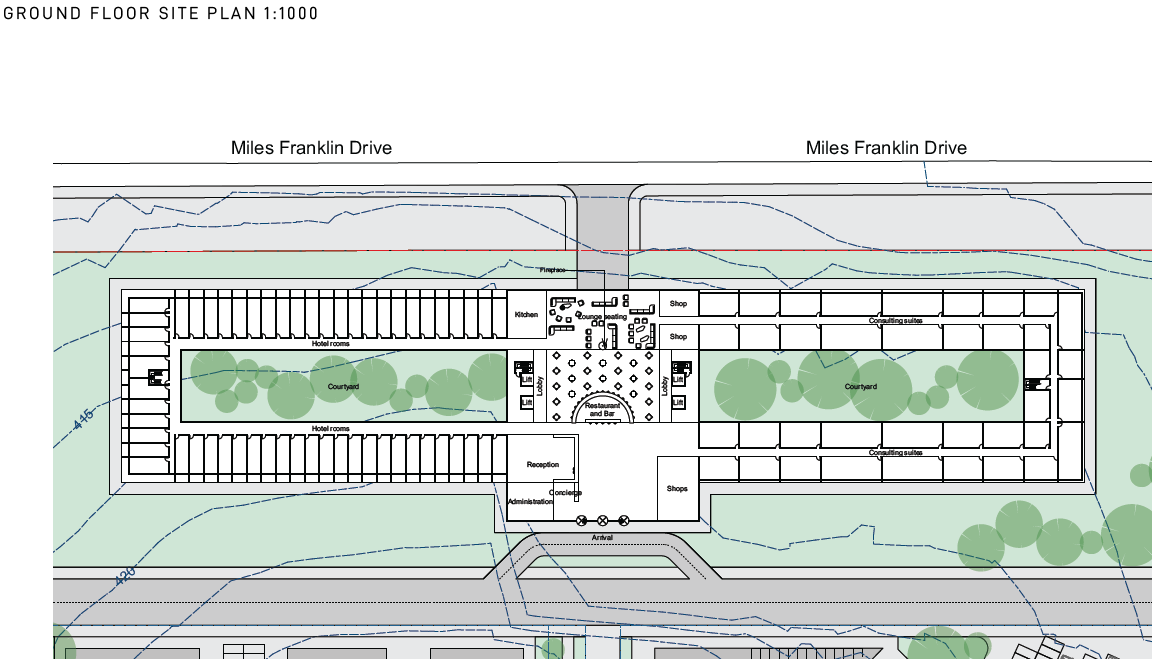 GROUND FLOOR SITE PLAN 1:1000
Miles Franklin Drive
Miles Franklin Drive
Fireplace
Kitchen
Lounge seating
Shop
Consulting suites
Shop
Hotel rooms
Courtyard
Lift
Lobby
Lobby
Lift
Courtyard
Lift
Lift
Restaurant
and Bar
415
Hotel rooms
Consulting suites
Reception
Concierge
Shops
Administration
Arrival
420